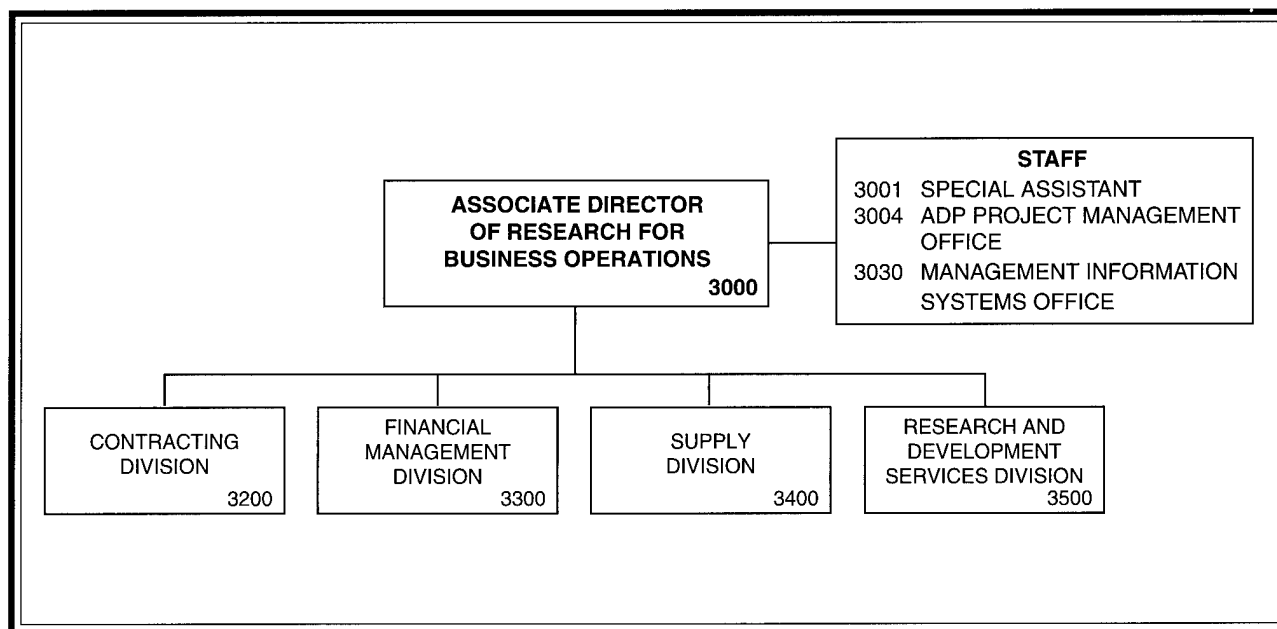 ASSOCIATE DIRECTOR
OF RESEARCH FOR
BUSINESS OPERATIONS
3000
STAFF
3001 SPECIAL ASSISTANT
3004 ADP PROJECT MANAGEMENT
OFFICE
3030 MANAGEMENT INFORMATION
SYSTEMS OFFICE
CONTRACTING
DIVISION
3200
FINANCIAL
MANAGEMENT
DIVISION
3300
SUPPLY
DIVISION
3400
RESEARCH AND
DEVELOPMENT
SERVICES DIVISION
3500